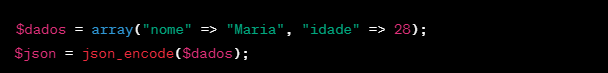 $dados = array("nome" => "Maria", "idade" => 28);
$json = json_encode($dados);